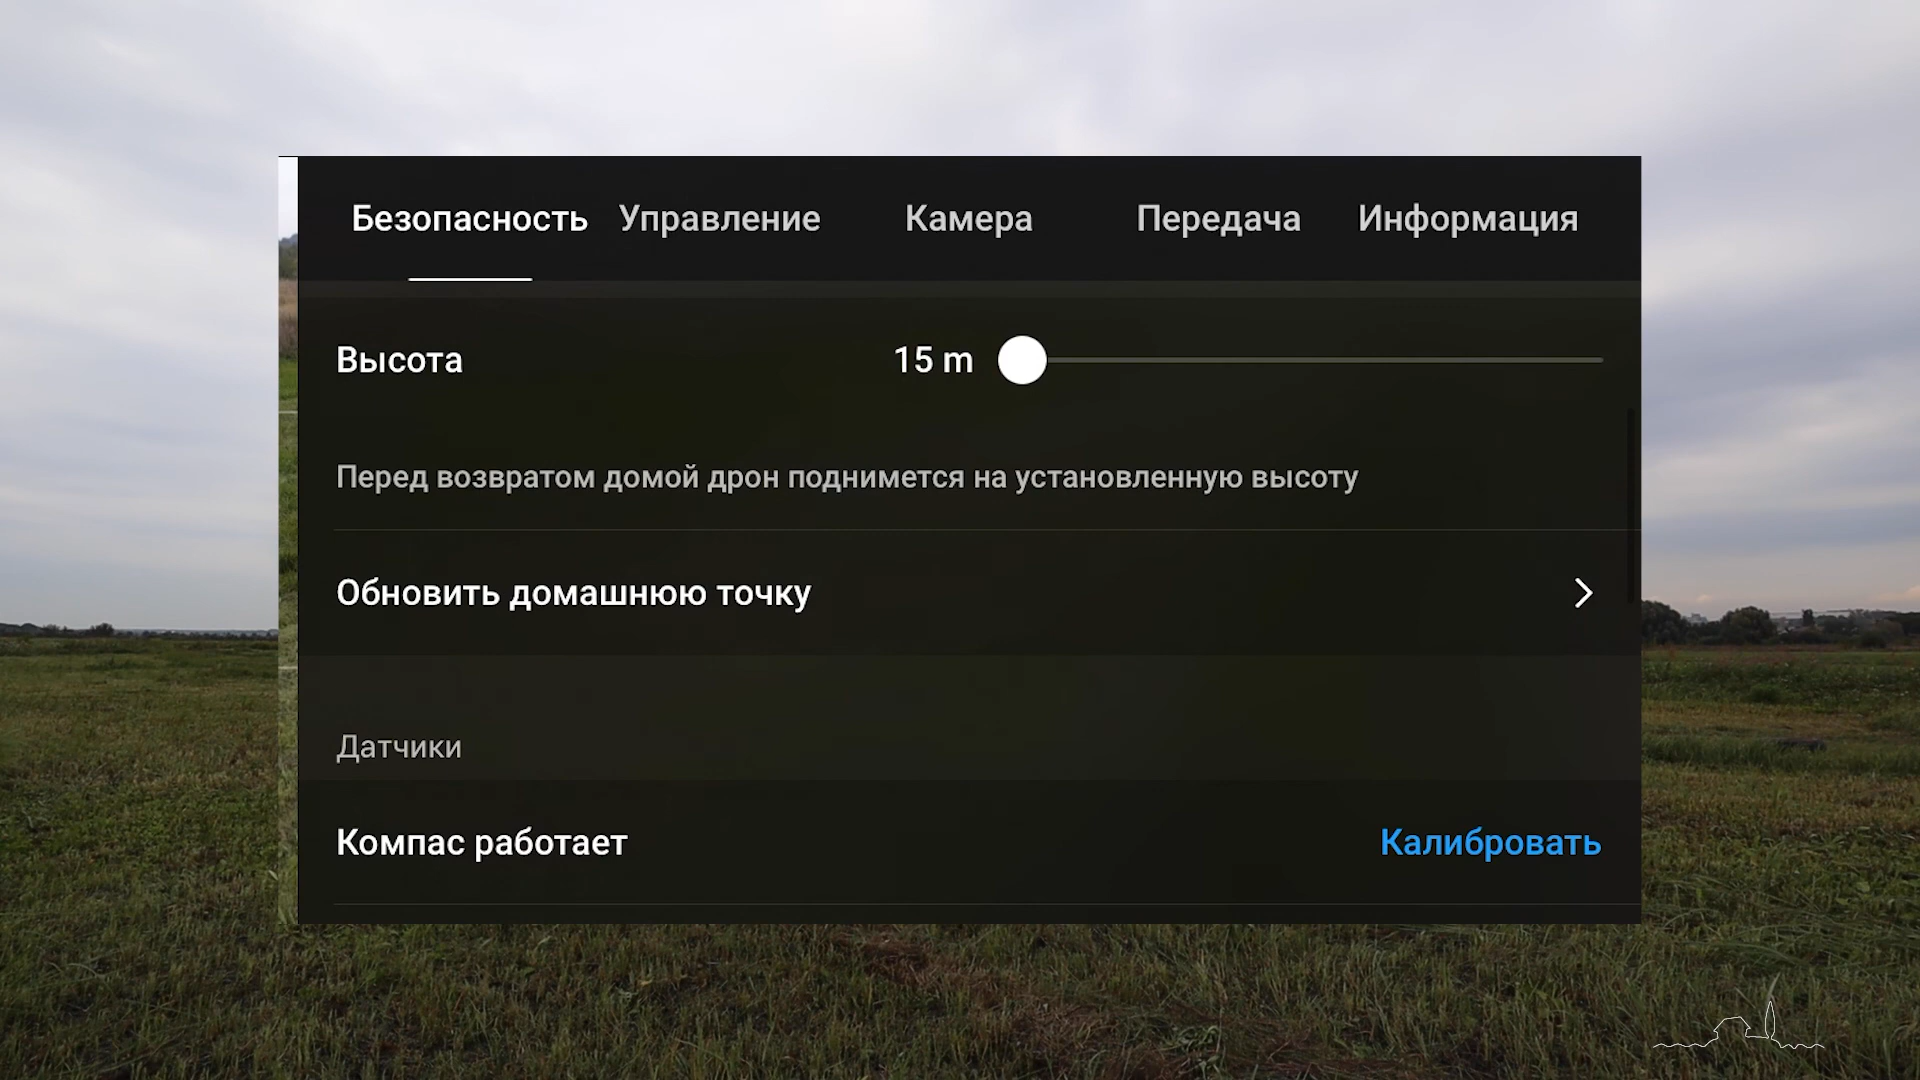 Безопасность Управление Камера Передача Информация
Высота 15 m
Перед возвратом домой дрон поднимется на установленную высоту
Обновить домашнюю точку
Датчики
Компас работает Калибровать